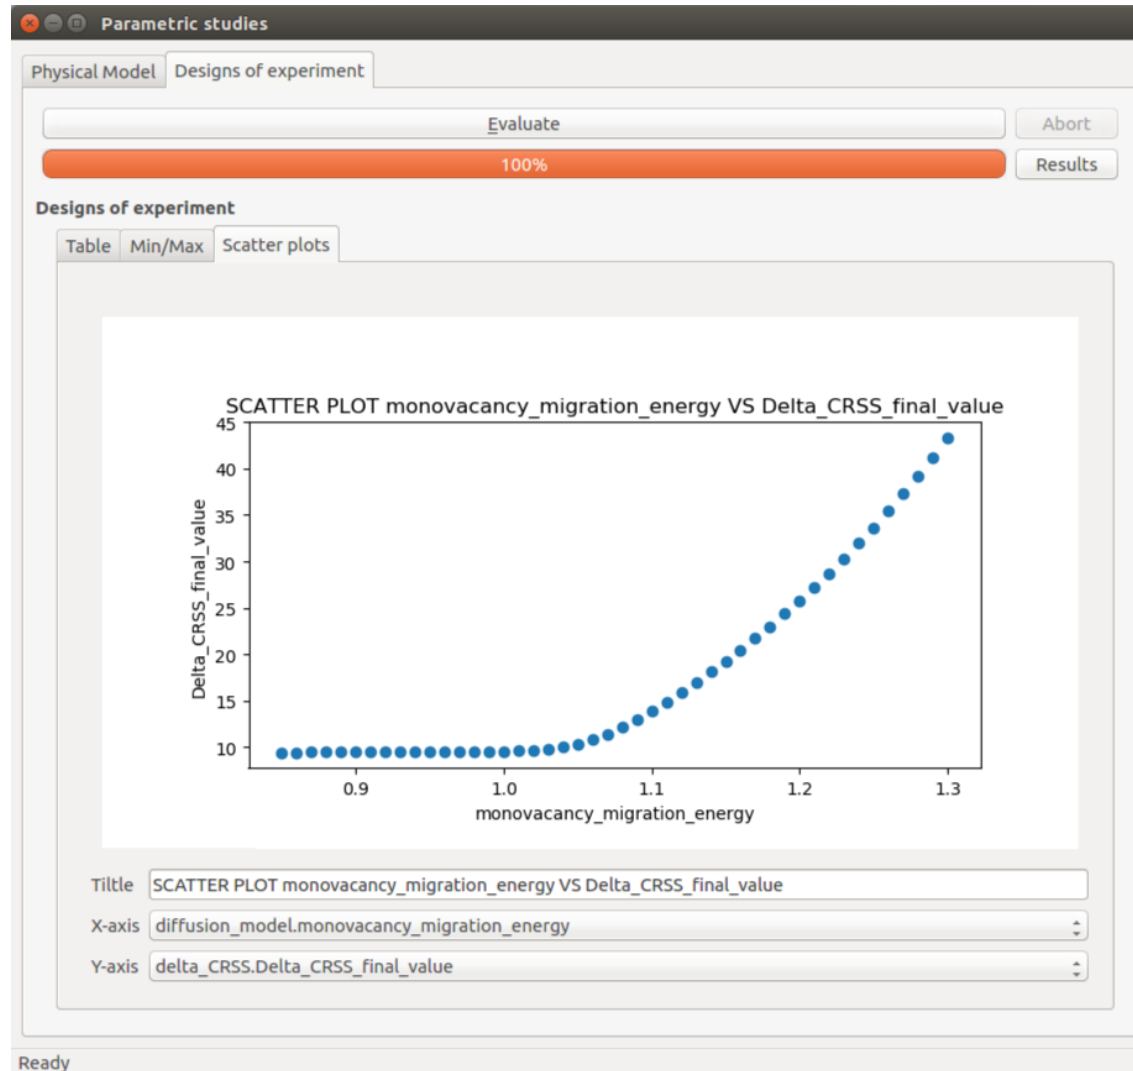 Parametric studies
Physical Model Designs of experiment
Evaluate Abort
100% Results
Designs of experiment
Table Min/Max Scatter plots
SCATTER PLOT monovacancy_migration_energy VS Delta_CRSS_final_value
45
40
35
30
25
20
15
10
Delta_CRSS_final_value
0.9 1.0 1.1 1.2 1.3
monovacancy_migration_energy
Tiltle SCATTER PLOT monovacancy_migration_energy VS Delta_CRSS_final_value
X-axis diffusion_model.monovacancy_migration_energy
Y-axis delta_CRSS.Delta_CRSS_final_value
Ready